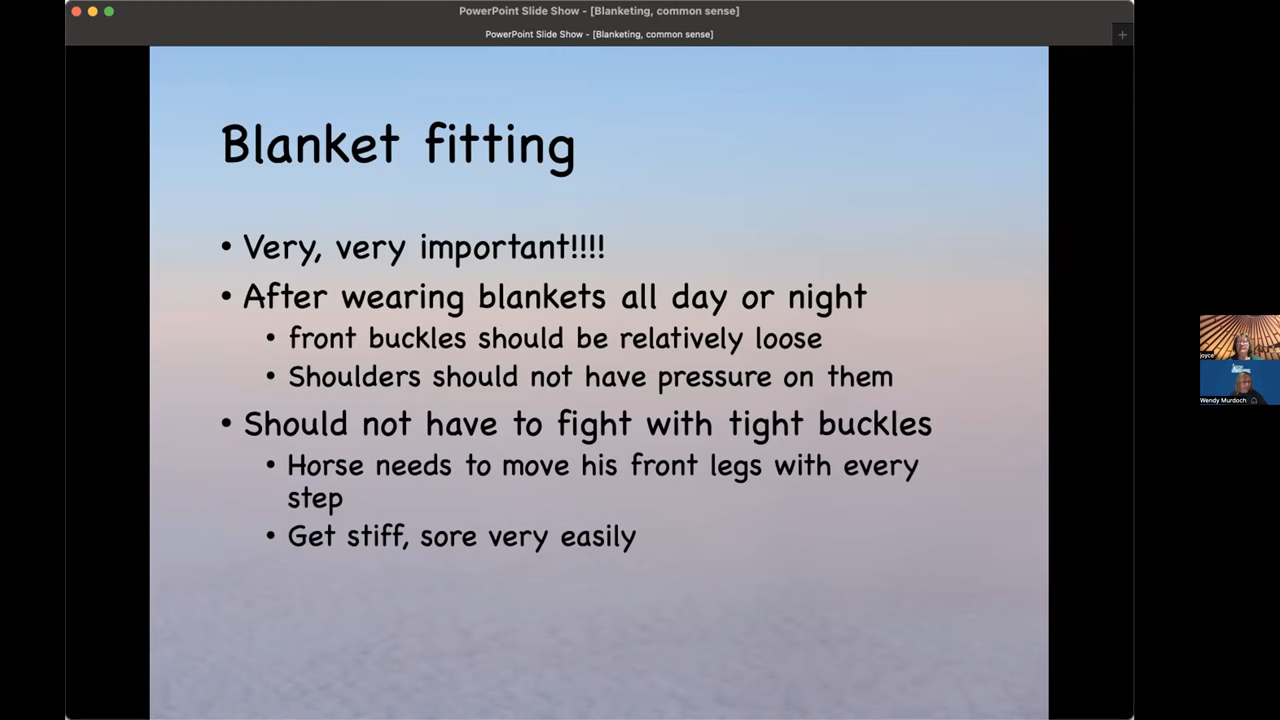 PowerPoint Slide Show - [Blanketing, common sense]
PowerPoint Slide Show - [Blanketing, common sense]
Blanket fitting
• Very, very important!!!!
• After wearing blankets all day or night
• front buckles should be relatively loose
• Shoulders should not have pressure on them
• Should not have to fight with tight buckles
• Horse needs to move his front legs with every
step
• Get stiff, sore very easily
joyce
Wendy Murdoch